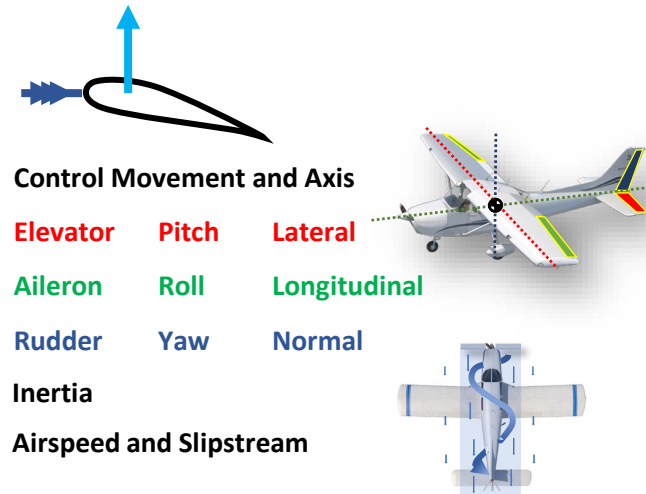 Control Movement and Axis
Elevator Pitch Lateral
Aileron Roll Longitudinal
Rudder Yaw Normal
Inertia
Airspeed and Slipstream